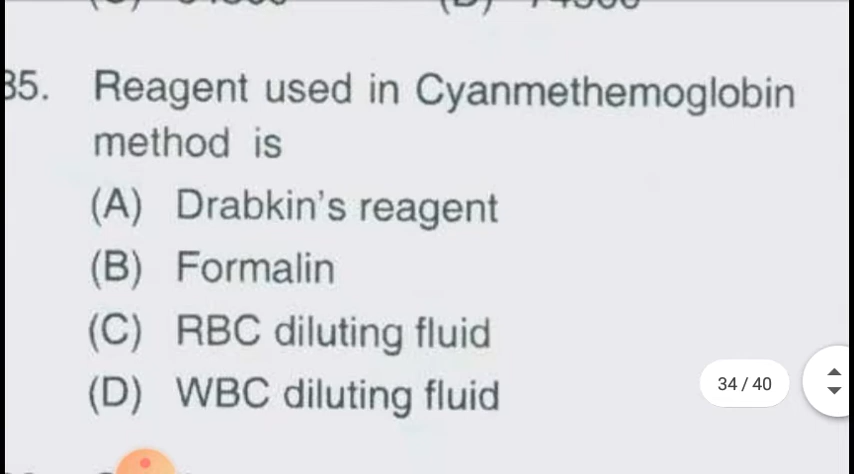 35. Reagent used in Cyanmethemoglobin
method is
(A) Drabkin's reagent
(B) Formalin
(C) RBC diluting fluid
(D) WBC diluting fluid
34 / 40